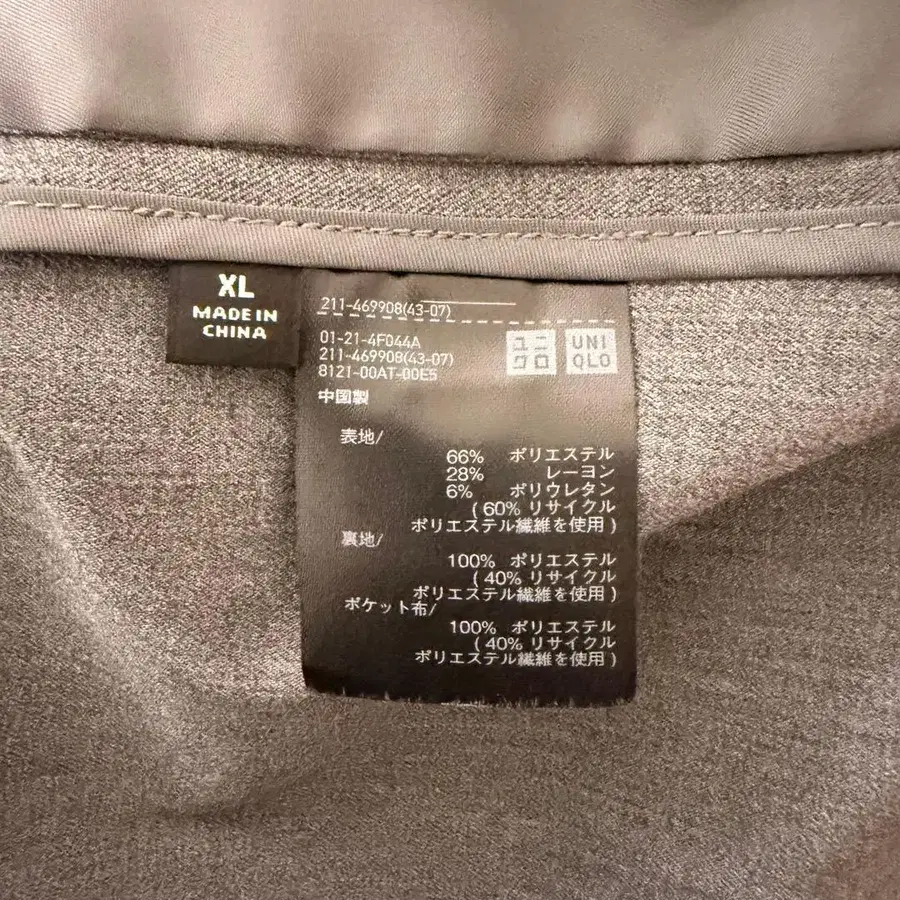 XL
MADE IN
CHINA
211-469908(43-07)
01-21-4F044A
211-469908(43-07)
8121-00AT-00E5
ユニ
クロ
UNI
QLO
中国製
表地/
66% ポリエステル
28% レーヨン
6% ポリウレタン
(60% リサイクル
ポリエステル繊維を使用)
裏地/
100% ポリエステル
(40% リサイクル
ポリエステル繊維を使用)
ポケット布/
100% ポリエステル
(40% リサイクル
ポリエステル繊維を使用)